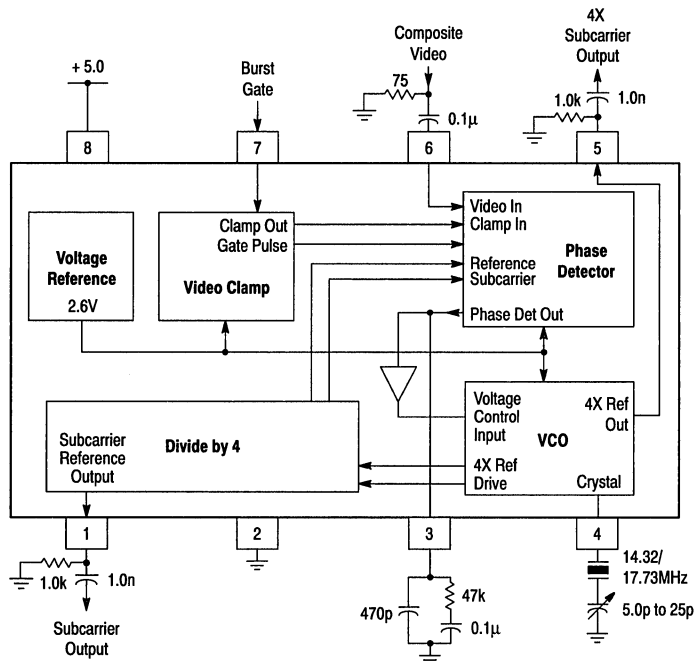 4X
Subcarrier
Output
Composite
Video
+ 5.0
Burst
Gate
75
1.0k
1.0n
0.1µ
8
7
6
5
Voltage
Reference
2.6V
Clamp Out
Gate Pulse
Video Clamp
Video In
Clamp In
Reference
Subcarrier
Phase Det Out
Phase
Detector
Subcarrier
Reference
Output
Divide by 4
Voltage
Control
Input
4X Ref
Out
VCO
4X Ref
Drive
Crystal
1
2
3
4
1.0k
1.0n
Subcarrier
Output
470p
47k
0.1µ
14.32/
17.73MHz
5.0p to 25p